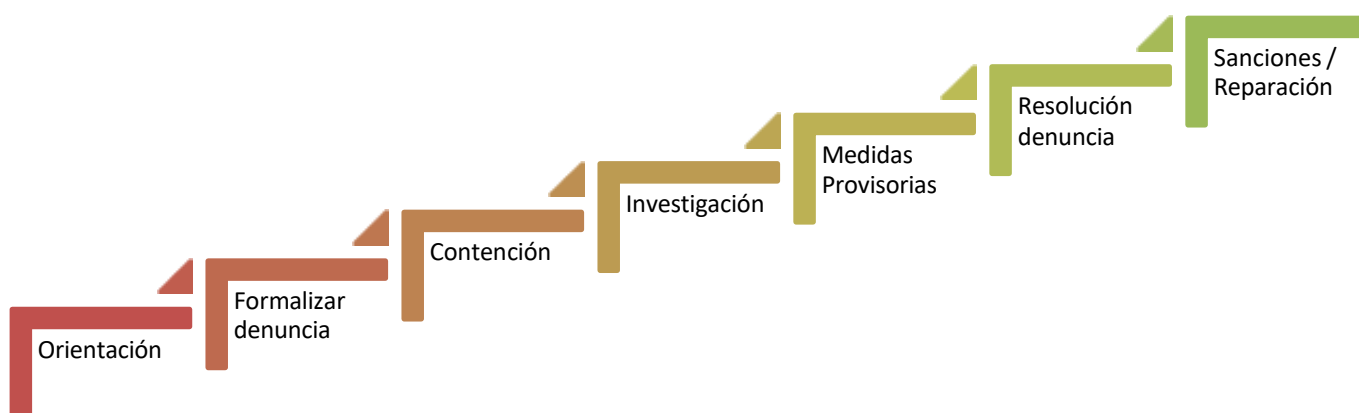 Orientación
Formalizar
denuncia
Contención
Investigación
Medidas
Provisorias
Resolución
denuncia
Sanciones /
Reparación